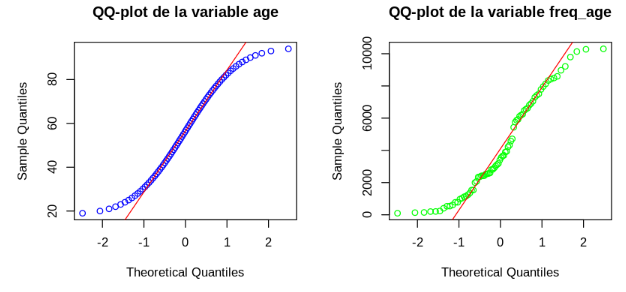 QQ-plot de la variable age
Sample Quantiles
80
60
40
20
-2 -1 0 1 2
Theoretical Quantiles
QQ-plot de la variable freq_age
Sample Quantiles
10000
6000
2000
0
-2 -1 0 1 2
Theoretical Quantiles